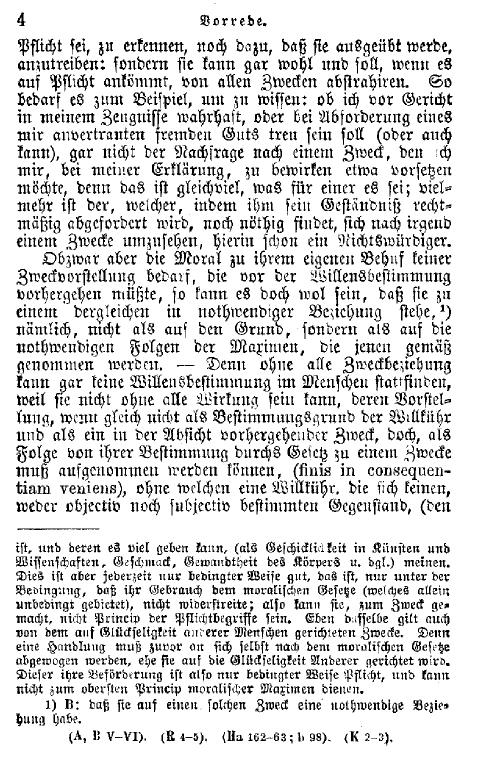 4
Vorrede.
Pflicht sei, zu erkennen, noch dazu, daß sie ausgeübt werde,
anzutreiben: sondern sie kann gar wohl und soll, wenn es
auf Pflicht ankömmt, von allen Zwecken abstrahiren. So
bedarf es zum Beispiel, um zu wissen: ob ich vor Gericht
in meinem Zeugnisse wahrhaft, oder bei Abforderung eines
mir anvertrauten fremden Guts treu sein soll (oder auch
kann), gar nicht der Nachfrage nach einem Zweck, den ich
mir, bei meiner Erklärung, zu bewirken etwa vorsetzen
möchte, denn das ist gleichviel, was für einer es sei; viel-
mehr ist der, welcher, indem ihm sein Geständniß recht-
mäßig abgefordert wird, noch nöthig findet, sich nach irgend
einem Zwecke umzusehen, hierin schon ein Nichtswürdiger.
Obzwar aber die Moral zu ihrem eigenen Behuf keiner
Zweckvorstellung bedarf, die vor der Willensbestimmung
vorhergehen müßte, so kann es doch wol sein, daß sie zu
einem dergleichen in nothwendiger Beziehung stehe,¹)
nämlich, nicht als auf den Grund, sondern als auf die
nothwendigen Folgen der Maximen, die jenen gemäß
genommen werden. — Denn ohne alle Zweckbeziehung
kann gar keine Willensbestimmung im Menschen stattfinden,
weil sie nicht ohne alle Wirkung sein kann, deren Vorstel-
lung, wenn gleich nicht als Bestimmungsgrund der Willkühr
und als ein in der Absicht vorhergehender Zweck, doch, als
Folge von ihrer Bestimmung durchs Gesetz zu einem Zwecke
muß aufgenommen werden können, (finis in consequen-
tiam veniens), ohne welchen eine Willkühr, die sich keinen,
weder objectiv noch subjectiv bestimmten Gegenstand, (den
ist, und deren es viel geben kann, (als Geschicklichkeit in Künsten und
Wissenschaften, Geschmack, Gewandtheit des Körpers u. dgl.) meinen.
Dies ist aber jederzeit nur bedingter Weise gut, das ist, nur unter der
Bedingung, daß ihr Gebrauch dem moralischen Gesetze (welches allein
unbedingt gebietet), nicht widerstreite; also kann sie, zum Zweck ge-
macht, nicht Princip der Pflichtbegriffe sein. Eben dasselbe gilt auch
von dem auf Glückseligkeit anderer Menschen gerichteten Zwecke. Denn
eine Handlung muß zuvor an sich selbst nach dem moralischen Gesetze
abgewogen werden, ehe sie auf die Glückseligkeit Anderer gerichtet wird.
Dieser ihre Beförderung ist also nur bedingter Weise Pflicht, und kann
nicht zum obersten Princip moralischer Maximen dienen.
1) B: daß sie auf einen solchen Zweck eine nothwendige Bezie-
hung habe.
(A, B V–VI). (R 4–5). (Ha 162–63; b 98). (K 2–3).